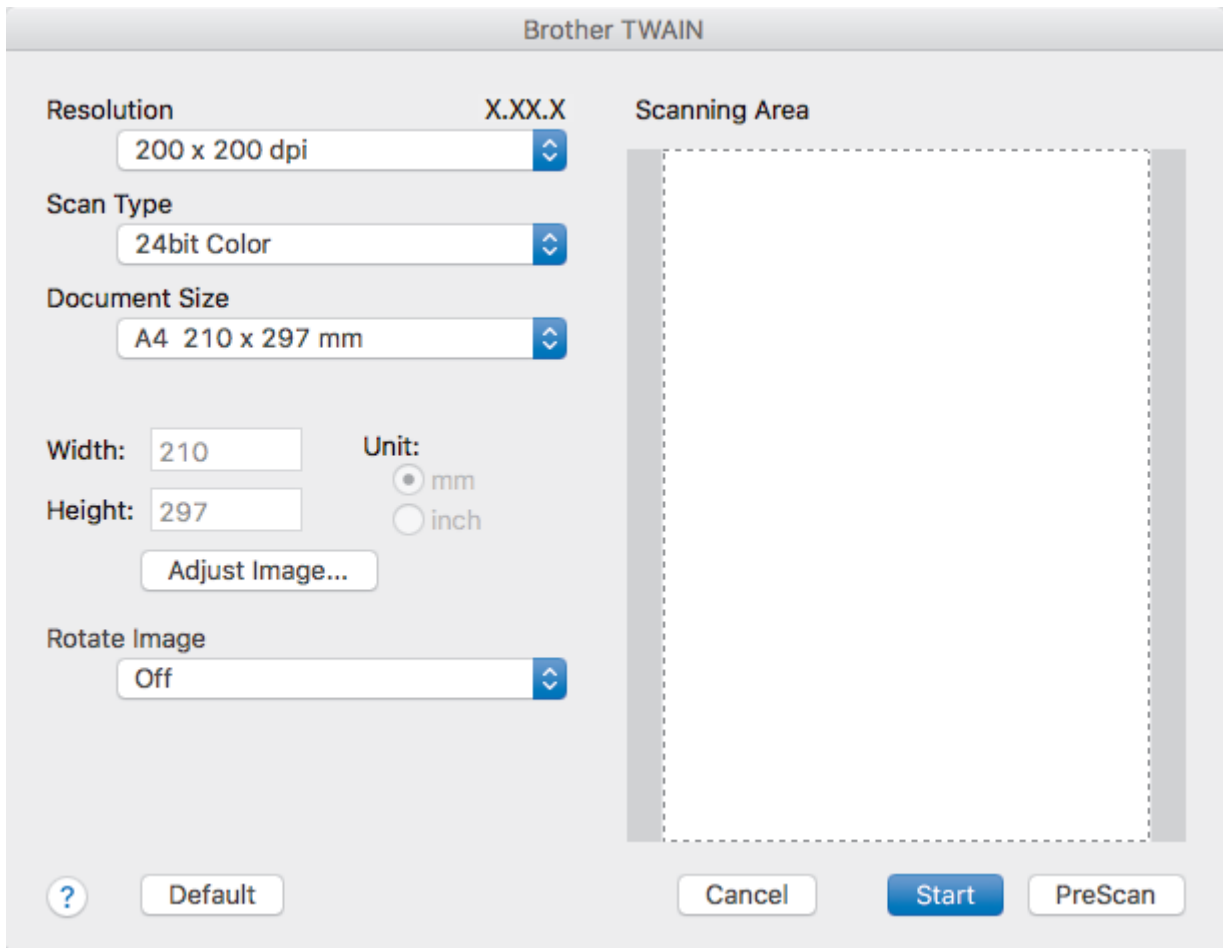 Brother TWAIN
Resolution X.XX.X
200 x 200 dpi
Scan Type
24bit Color
Document Size
A4 210 x 297 mm
Width: 210
Height: 297
Unit:
mm
inch
Adjust Image...
Rotate Image
Off
Scanning Area
? Default Cancel Start PreScan